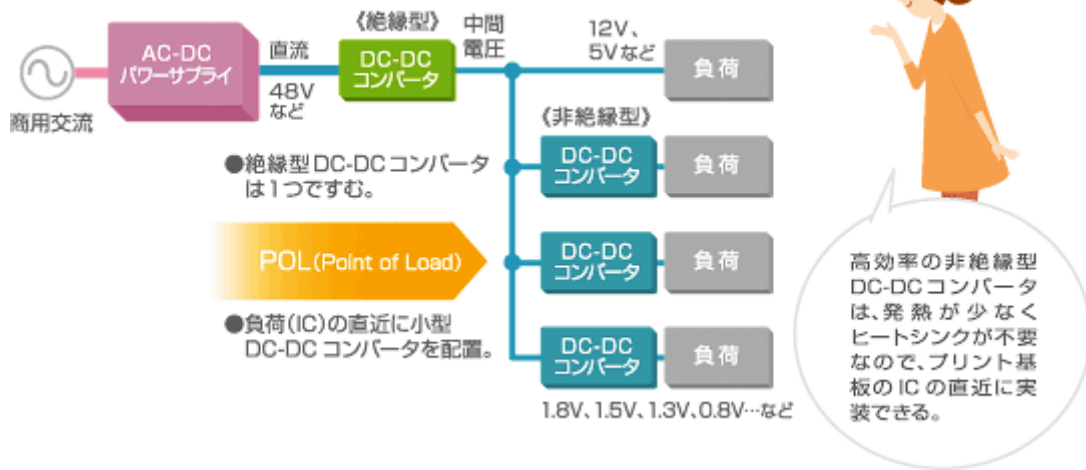 商用交流
AC-DC
パワーサプライ
直流
48V
など
《絶縁型》
DC-DC
コンバータ
中間
電圧
12V、
5Vなど
負荷
《非絶縁型》
DC-DC
コンバータ
負荷
●絶縁型DC-DCコンバータ
は1つですむ。
POL(Point of Load)
DC-DC
コンバータ
負荷
●負荷(IC)の直近に小型
DC-DCコンバータを配置。
DC-DC
コンバータ
負荷
1.8V、1.5V、1.3V、0.8V…など
高効率の非絶縁型
DC-DCコンバータ
は、発熱が少なく
ヒートシンクが不要
なので、プリント基
板のICの直近に実
装できる。